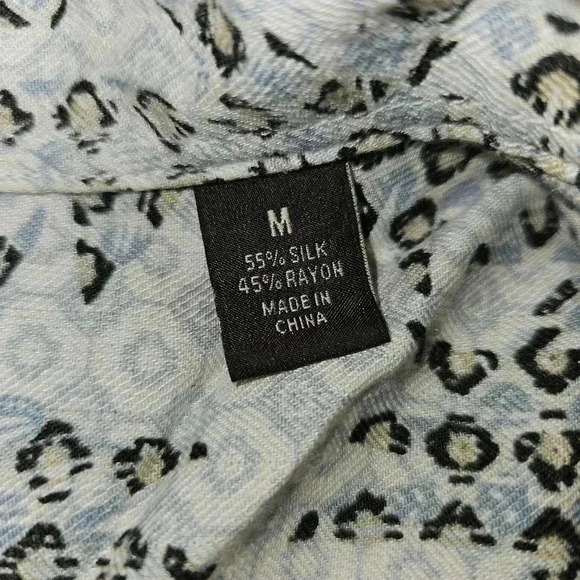 M
55% SILK
45% RAYON
MADE IN
CHINA